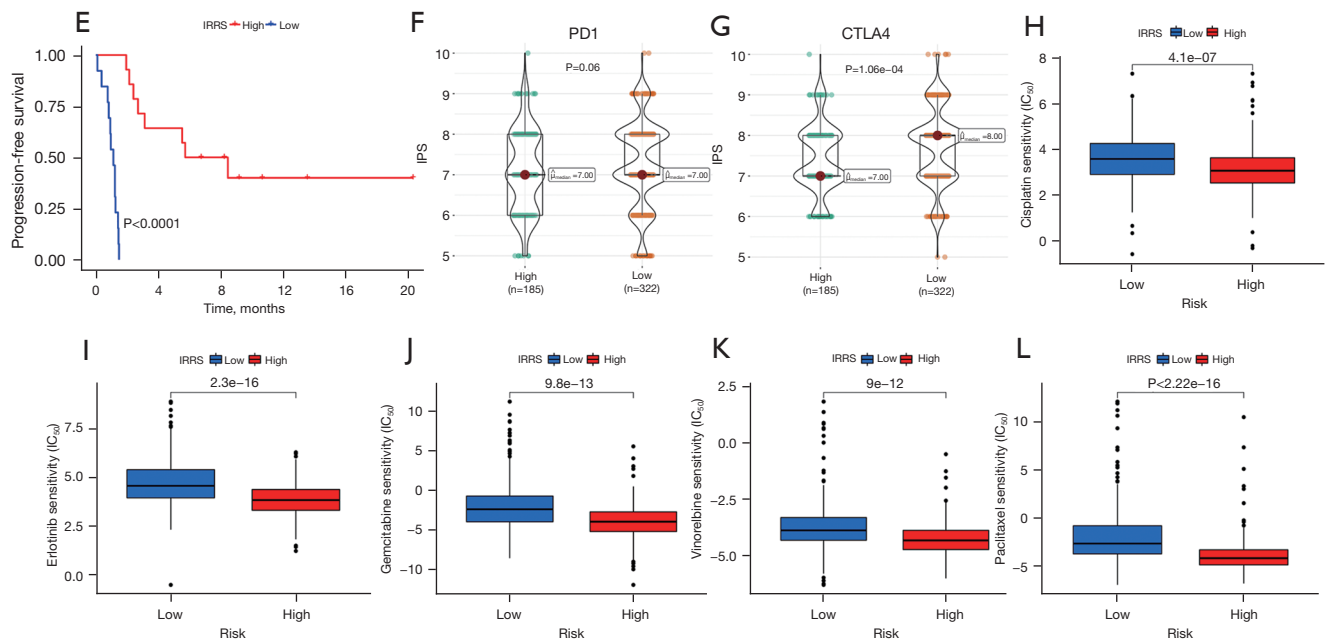 E
IRRS High Low
1.00
0.75
0.50
0.25
0.00
Progression-free survival
P<0.0001
0 4 8 12 16 20
Time, months
F
PD1
10
9
8
7
6
5
IPS
P=0.06
μ̂median =7.00
μ̂median =7.00
High
(n=185)
Low
(n=322)
G
CTLA4
10
9
8
7
6
5
IPS
P=1.06e−04
μ̂median =7.00
μ̂median =8.00
High
(n=185)
Low
(n=322)
H
IRRS Low High
4.1e−07
8
6
4
2
0
Cisplatin sensitivity (IC50)
Low High
Risk
I
IRRS Low High
2.3e−16
7.5
5.0
2.5
0.0
Erlotinib sensitivity (IC50)
Low High
Risk
J
IRRS Low High
9.8e−13
10
5
0
−5
−10
Gemcitabine sensitivity (IC50)
Low High
Risk
K
IRRS Low High
9e−12
2.5
0.0
−2.5
−5.0
Vinorelbine sensitivity (IC50)
Low High
Risk
L
IRRS Low High
P<2.22e−16
10
5
0
−5
Paclitaxel sensitivity (IC50)
Low High
Risk